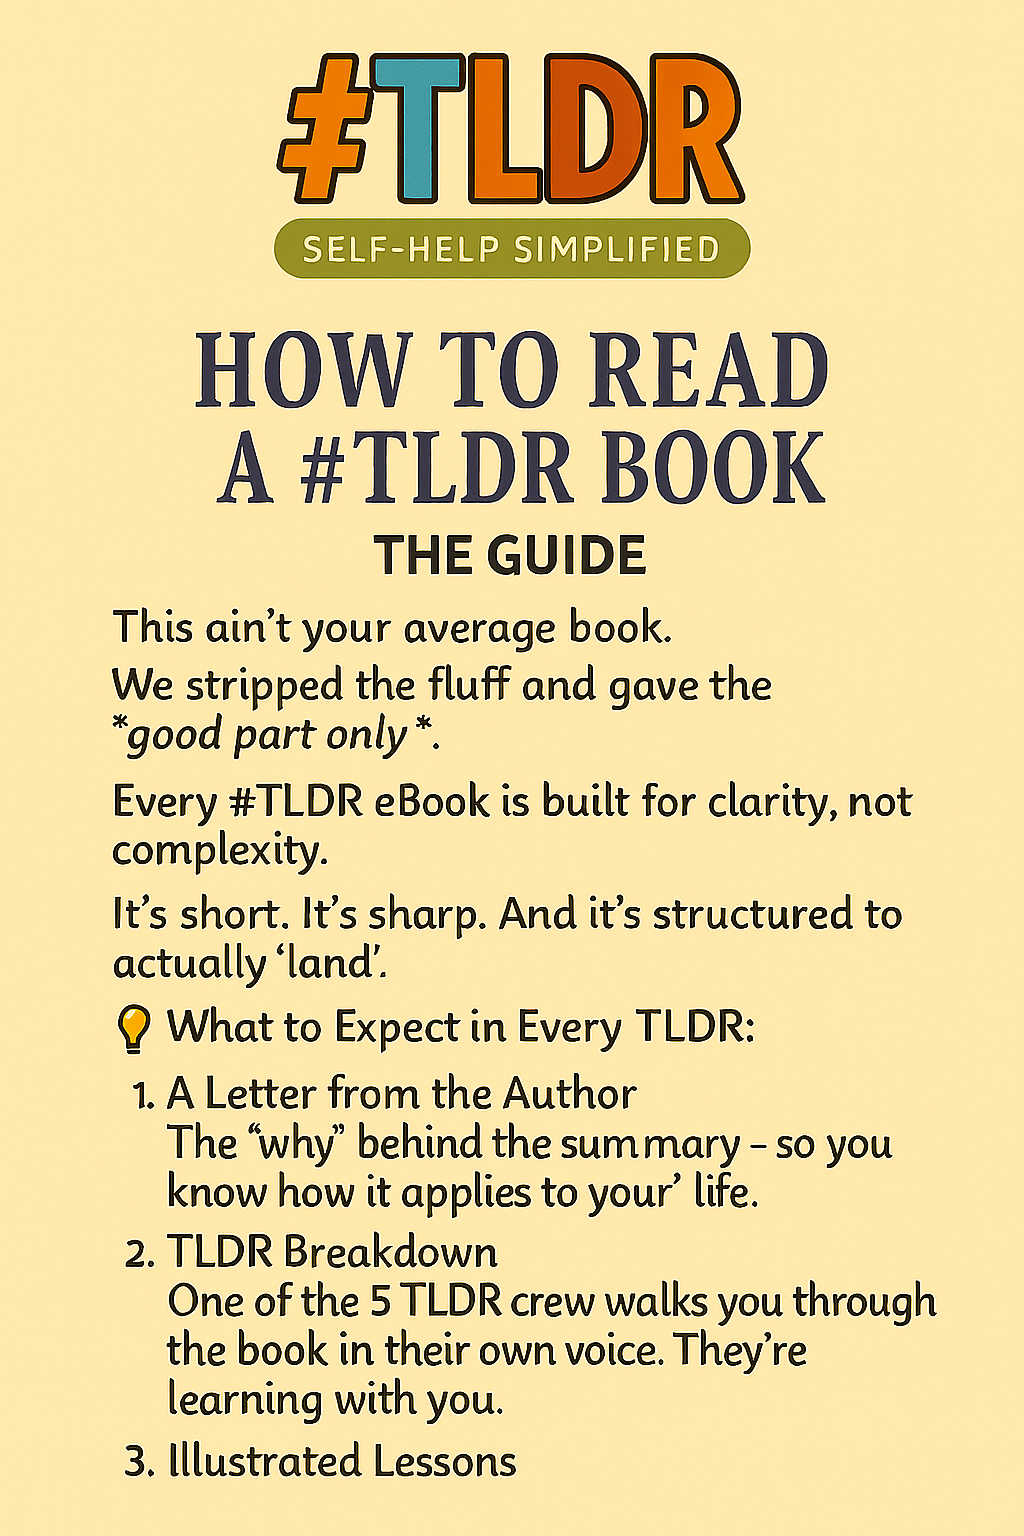 #TLDR
SELF-HELP SIMPLIFIED
HOW TO READ
A #TLDR BOOK
THE GUIDE
This ain’t your average book.
We stripped the fluff and gave the
*good part only*.
Every #TLDR eBook is built for clarity, not
complexity.
It’s short. It’s sharp. And it’s structured to
actually ‘land’.
💡 What to Expect in Every TLDR:
1. A Letter from the Author
The “why” behind the summary – so you
know how it applies to your’ life.
2. TLDR Breakdown
One of the 5 TLDR crew walks you through
the book in their own voice. They’re
learning with you.
3. Illustrated Lessons